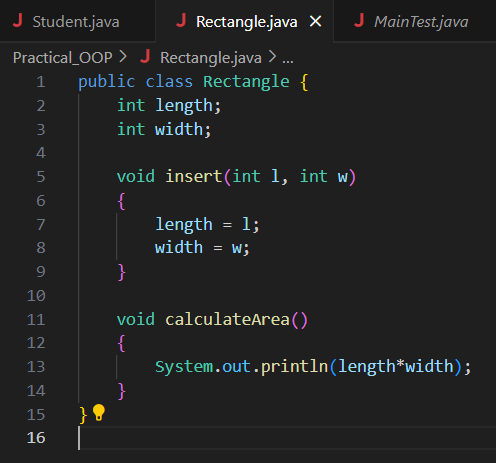 J Student.java J Rectangle.java × J MainTest.java
Practical_OOP > J Rectangle.java > ...
1 public class Rectangle {
2     int length;
3     int width;
4
5     void insert(int l, int w)
6     {
7         length = l;
8         width = w;
9     }
10
11     void calculateArea()
12     {
13         System.out.println(length*width);
14     }
15 }
16